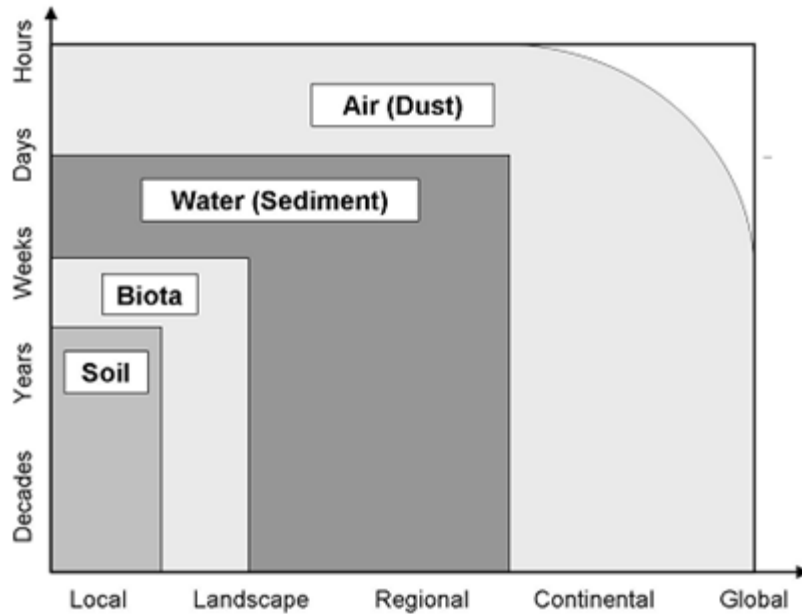 Hours
Days
Weeks
Years
Decades
Air (Dust)
Water (Sediment)
Biota
Soil
Local
Landscape
Regional
Continental
Global